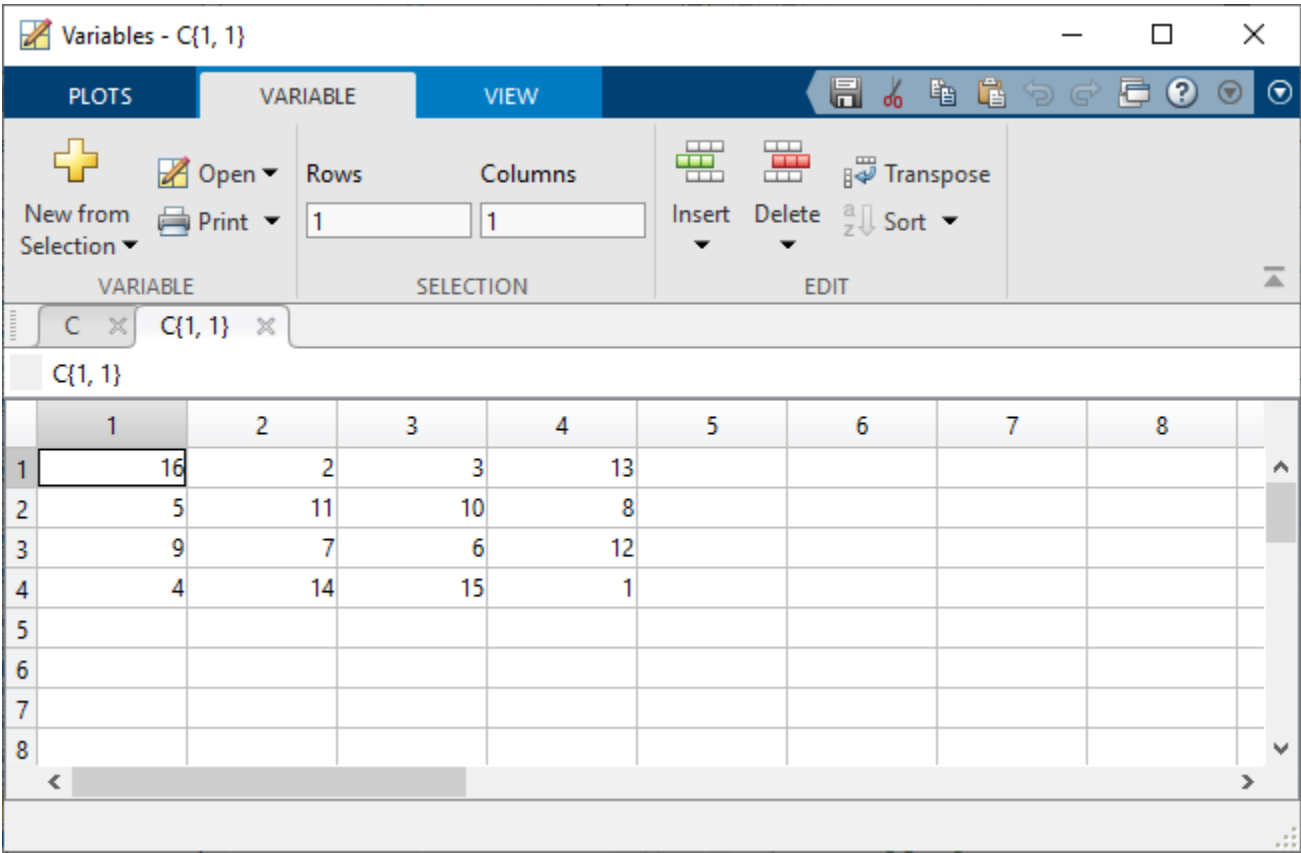 Variables - C{1, 1}
PLOTS VARIABLE VIEW
New from Selection
Open
Print
VARIABLE
Rows Columns
1 1
SELECTION
Insert Delete
Transpose
Sort
EDIT
C C{1, 1}
C{1, 1}
1 2 3 4 5 6 7 8
1 16 2 3 13
2 5 11 10 8
3 9 7 6 12
4 4 14 15 1
5
6
7
8